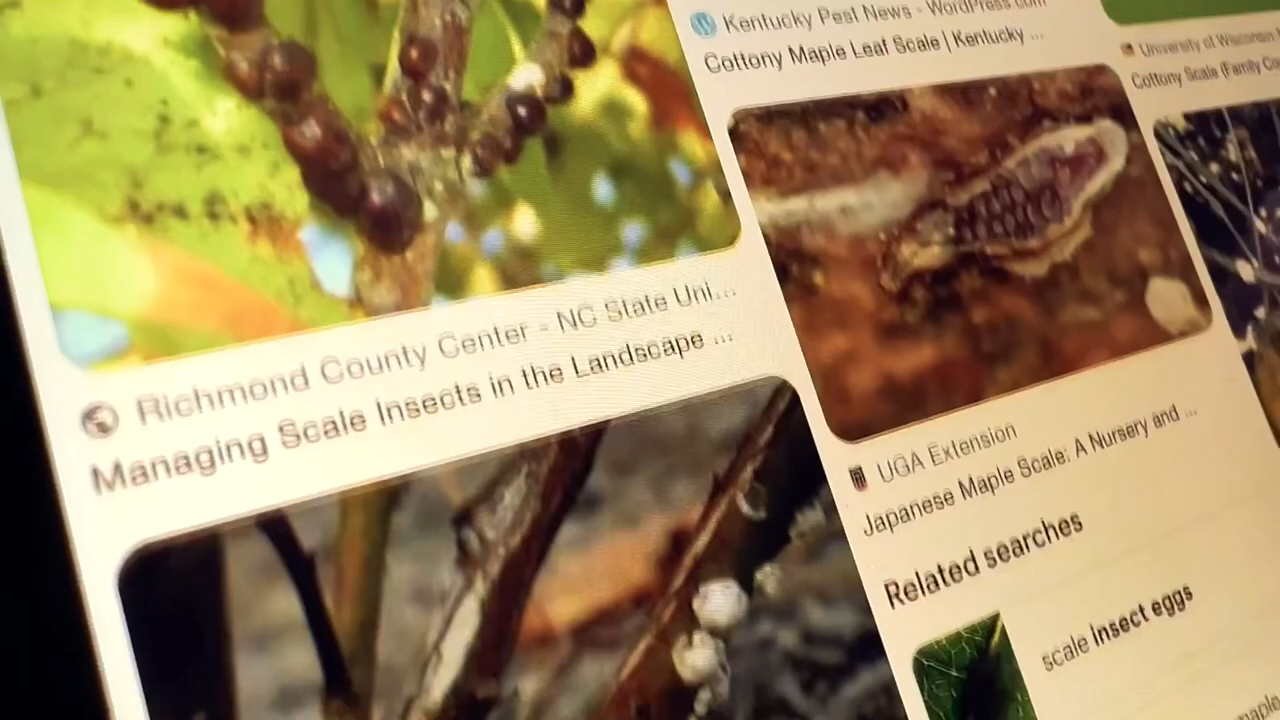 Kentucky Pest News - WordPress.com
Cottony Maple Leaf Scale | Kentucky ...
University of Wisconsin
Cottony Scale (Family Co
Richmond County Center - NC State Uni...
Managing Scale Insects in the Landscape ...
UGA Extension
Japanese Maple Scale: A Nursery and ...
Related searches
scale insect eggs
maple